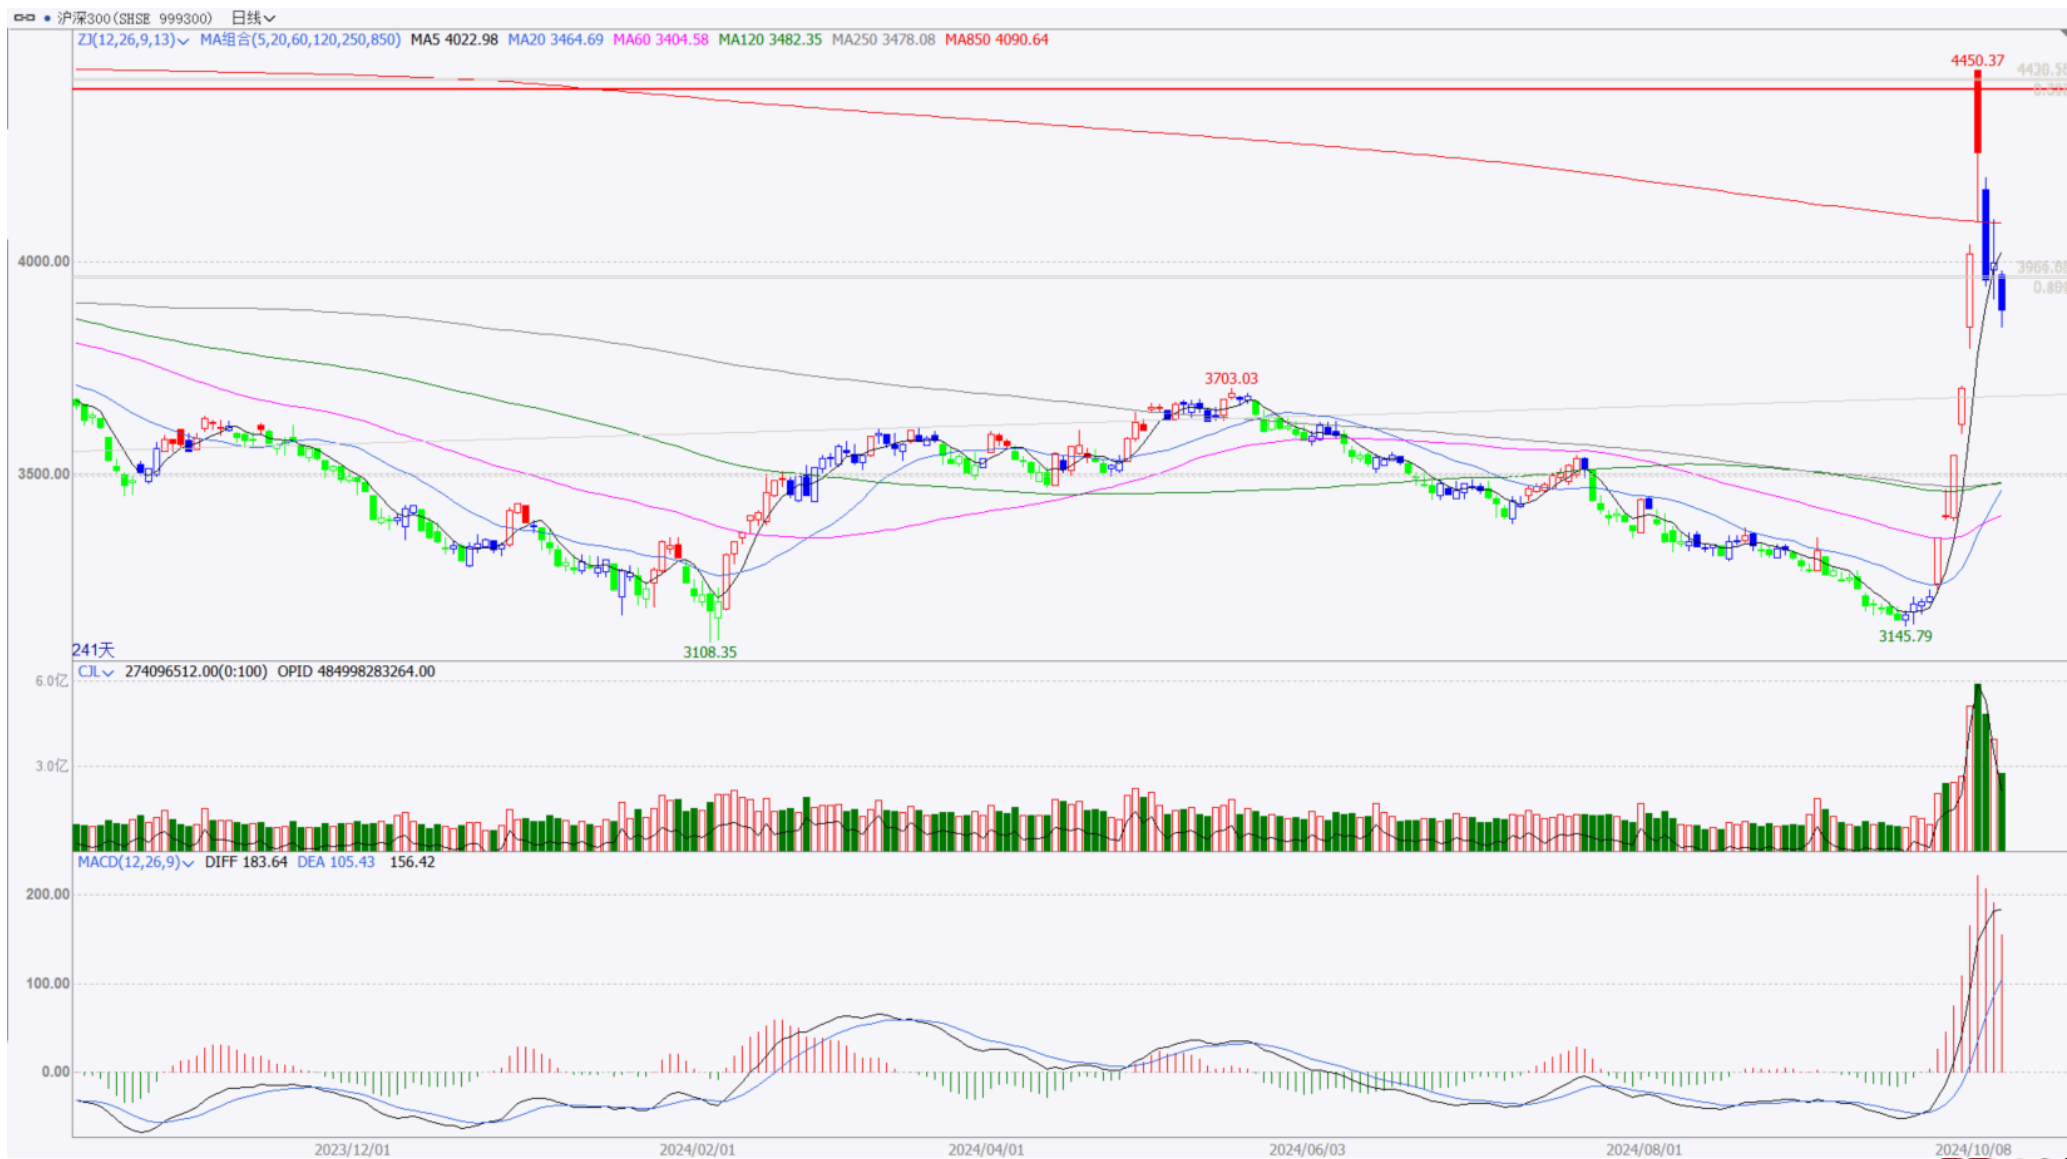 沪深300(SHSE 999300) 日线
ZJ(12,26,9,13) MA组合(5,20,60,120,250,850) MA5 4022.98 MA20 3464.69 MA60 3404.58 MA120 3482.35 MA250 3478.08 MA850 4090.64
4450.37
4000.00
3703.03
3500.00
3145.79
241天
3108.35
CJL 274096512.00(0:100) OPID 484998283264.00
6.0亿
3.0亿
MACD(12,26,9) DIFF 183.64 DEA 105.43 156.42
200.00
100.00
0.00
2023/12/01 2024/02/01 2024/04/01 2024/06/03 2024/08/01 2024/10/08